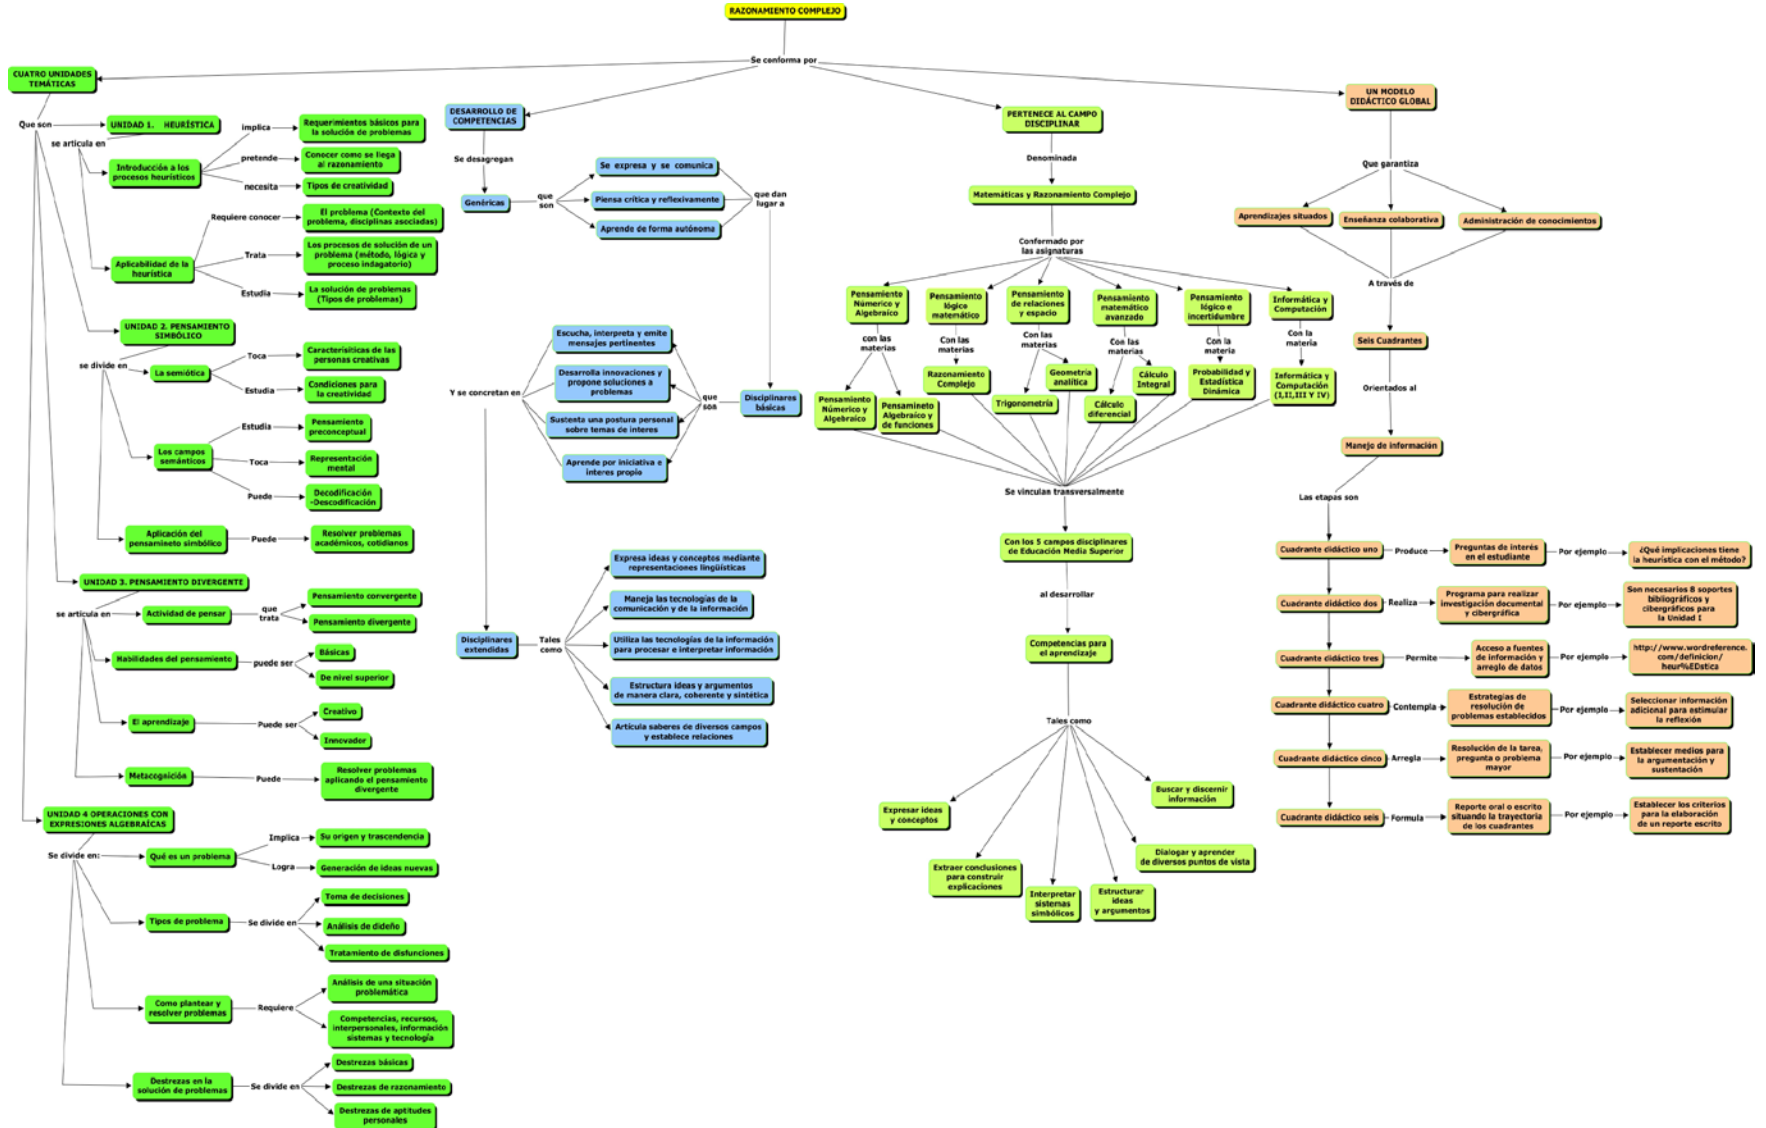 RAZONAMIENTO COMPLEJO
Se conforma por
CUATRO UNIDADES
TEMÁTICAS
Que son
UNIDAD 1. HEURÍSTICA
se articula en
Introducción a los
procesos heurísticos
implica
Requerimientos básicos para
la solución de problemas
pretende
Conocer como se llega
al razonamiento
necesita
Tipos de creatividad
Aplicabilidad de la
heurística
Requiere conocer
El problema (Contexto del
problema, disciplinas asociadas)
Trata
Los procesos de solución de un
problema (método, lógica y
proceso indagatorio)
Estudia
La solución de problemas
(Tipos de problemas)
UNIDAD 2. PENSAMIENTO
SIMBÓLICO
se divide en
La semiótica
Toca
Caracterísiticas de las
personas creativas
Estudia
Condiciones para
la creatividad
Los campos
semánticos
Estudia
Pensamiento
preconceptual
Toca
Representación
mental
Puede
Decodificación
-Descodificación
Aplicación del
pensamineto simbólico
Puede
Resolver problemas
académicos, cotidianos
UNIDAD 3. PENSAMIENTO DIVERGENTE
se articula en
Actividad de pensar
que
trata
Pensamiento convergente
Pensamiento divergente
Habilidades del pensamiento
puede ser
Básicas
De nivel superior
El aprendizaje
Puede ser
Creativo
Innovador
Metacognición
Puede
Resolver problemas
aplicando el pensamiento
divergente
UNIDAD 4 OPERACIONES CON
EXPRESIONES ALGEBRAÍCAS
Se divide en:
Qué es un problema
Implica
Su origen y trascendencia
Logra
Generación de ideas nuevas
Tipos de problema
Se divide en
Toma de decisiones
Análisis de dideño
Tratamiento de disfunciones
Como plantear y
resolver problemas
Requiere
Análisis de una situación
problemática
Competencias, recursos,
interpersonales, información
sistemas y tecnología
Destrezas en la
solución de problemas
Se divide en
Destrezas básicas
Destrezas de razonamiento
Destrezas de aptitudes
personales
DESARROLLO DE
COMPETENCIAS
Se desagregan
Genéricas
que
son
Se expresa y se comunica
Piensa crítica y reflexivamente
Aprende de forma autónoma
que dan
lugar a
Disciplinares
básicas
que
son
Escucha, interpreta y emite
mensajes pertinentes
Desarrolla innovaciones y
propone soluciones a
problemas
Sustenta una postura personal
sobre temas de interes
Aprende por iniciativa e
interes propio
Y se concretan en
Disciplinares
extendidas
Tales
como
Expresa ideas y conceptos mediante
representaciones lingüísticas
Maneja las tecnologías de la
comunicación y de la información
Utiliza las tecnologías de la información
para procesar e interpretar información
Estructura ideas y argumentos
de manera clara, coherente y sintética
Artícula saberes de diversos campos
y establece relaciones
PERTENECE AL CAMPO
DISCIPLINAR
Denominada
Matemáticas y Razonamiento Complejo
Conformado por
las asignaturas
Pensamiento
Númerico y
Algebraíco
Pensamiento
lógico
matemático
Pensamiento
de relaciones
y espacio
Pensamiento
matemático
avanzado
Pensamiento
lógico e
incertidumbre
Informática y
Computación
con las
materias
Con las
materias
Con las
materias
Con las
materias
Con la
materia
Con la
materia
Pensamiento
Númerico y
Algebraico
Pensamineto
Algebraico y
de funciones
Razonamiento
Complejo
Trigonometría
Geometría
analítica
Cálculo
diferencial
Cálculo
Integral
Probabilidad y
Estadística
Dinámica
Informática y
Computación
(I,II,III Y IV)
Se vinculan transversalmente
Con los 5 campos disciplinares
de Educación Media Superior
al desarrollar
Competencias para
el aprendizaje
Tales como
Expresar ideas
y conceptos
Extraer conclusiones
para construir
explicaciones
Interpretar
sistemas
simbólicos
Estructurar
ideas
y argumentos
Dialogar y aprender
de diversos puntos de vista
Buscar y discernir
información
UN MODELO
DIDÁCTICO GLOBAL
Que garantiza
Aprendizajes situados
Enseñanza colaborativa
Administración de conocimientos
A través de
Seis Cuadrantes
Orientados al
Manejo de información
Las etapas son
Cuadrante didáctico uno
Produce
Preguntas de interés
en el estudiante
Por ejemplo
¿Qué implicaciones tiene
la heurística con el método?
Cuadrante didáctico dos
Realiza
Programa para realizar
investigación documental
y cibergráfica
Por ejemplo
Son necesarios 8 soportes
bibliográficos y
cibergráficos para
la Unidad I
Cuadrante didáctico tres
Permite
Acceso a fuentes
de información y
arreglo de datos
Por ejemplo
http://www.wordreference.
com/definicion/
heur%EDstica
Cuadrante didáctico cuatro
Contempla
Estrategias de
resolución de
problemas establecidos
Por ejemplo
Seleccionar información
adicional para estimular
la reflexión
Cuadrante didáctico cinco
Arregla
Resolución de la tarea,
pregunta o problema
mayor
Por ejemplo
Establecer medios para
la argumentación y
sustentación
Cuadrante didáctico seis
Formula
Reporte oral o escrito
situando la trayectoria
de los cuadrantes
Por ejemplo
Establecer los criterios
para la elaboración
de un reporte escrito